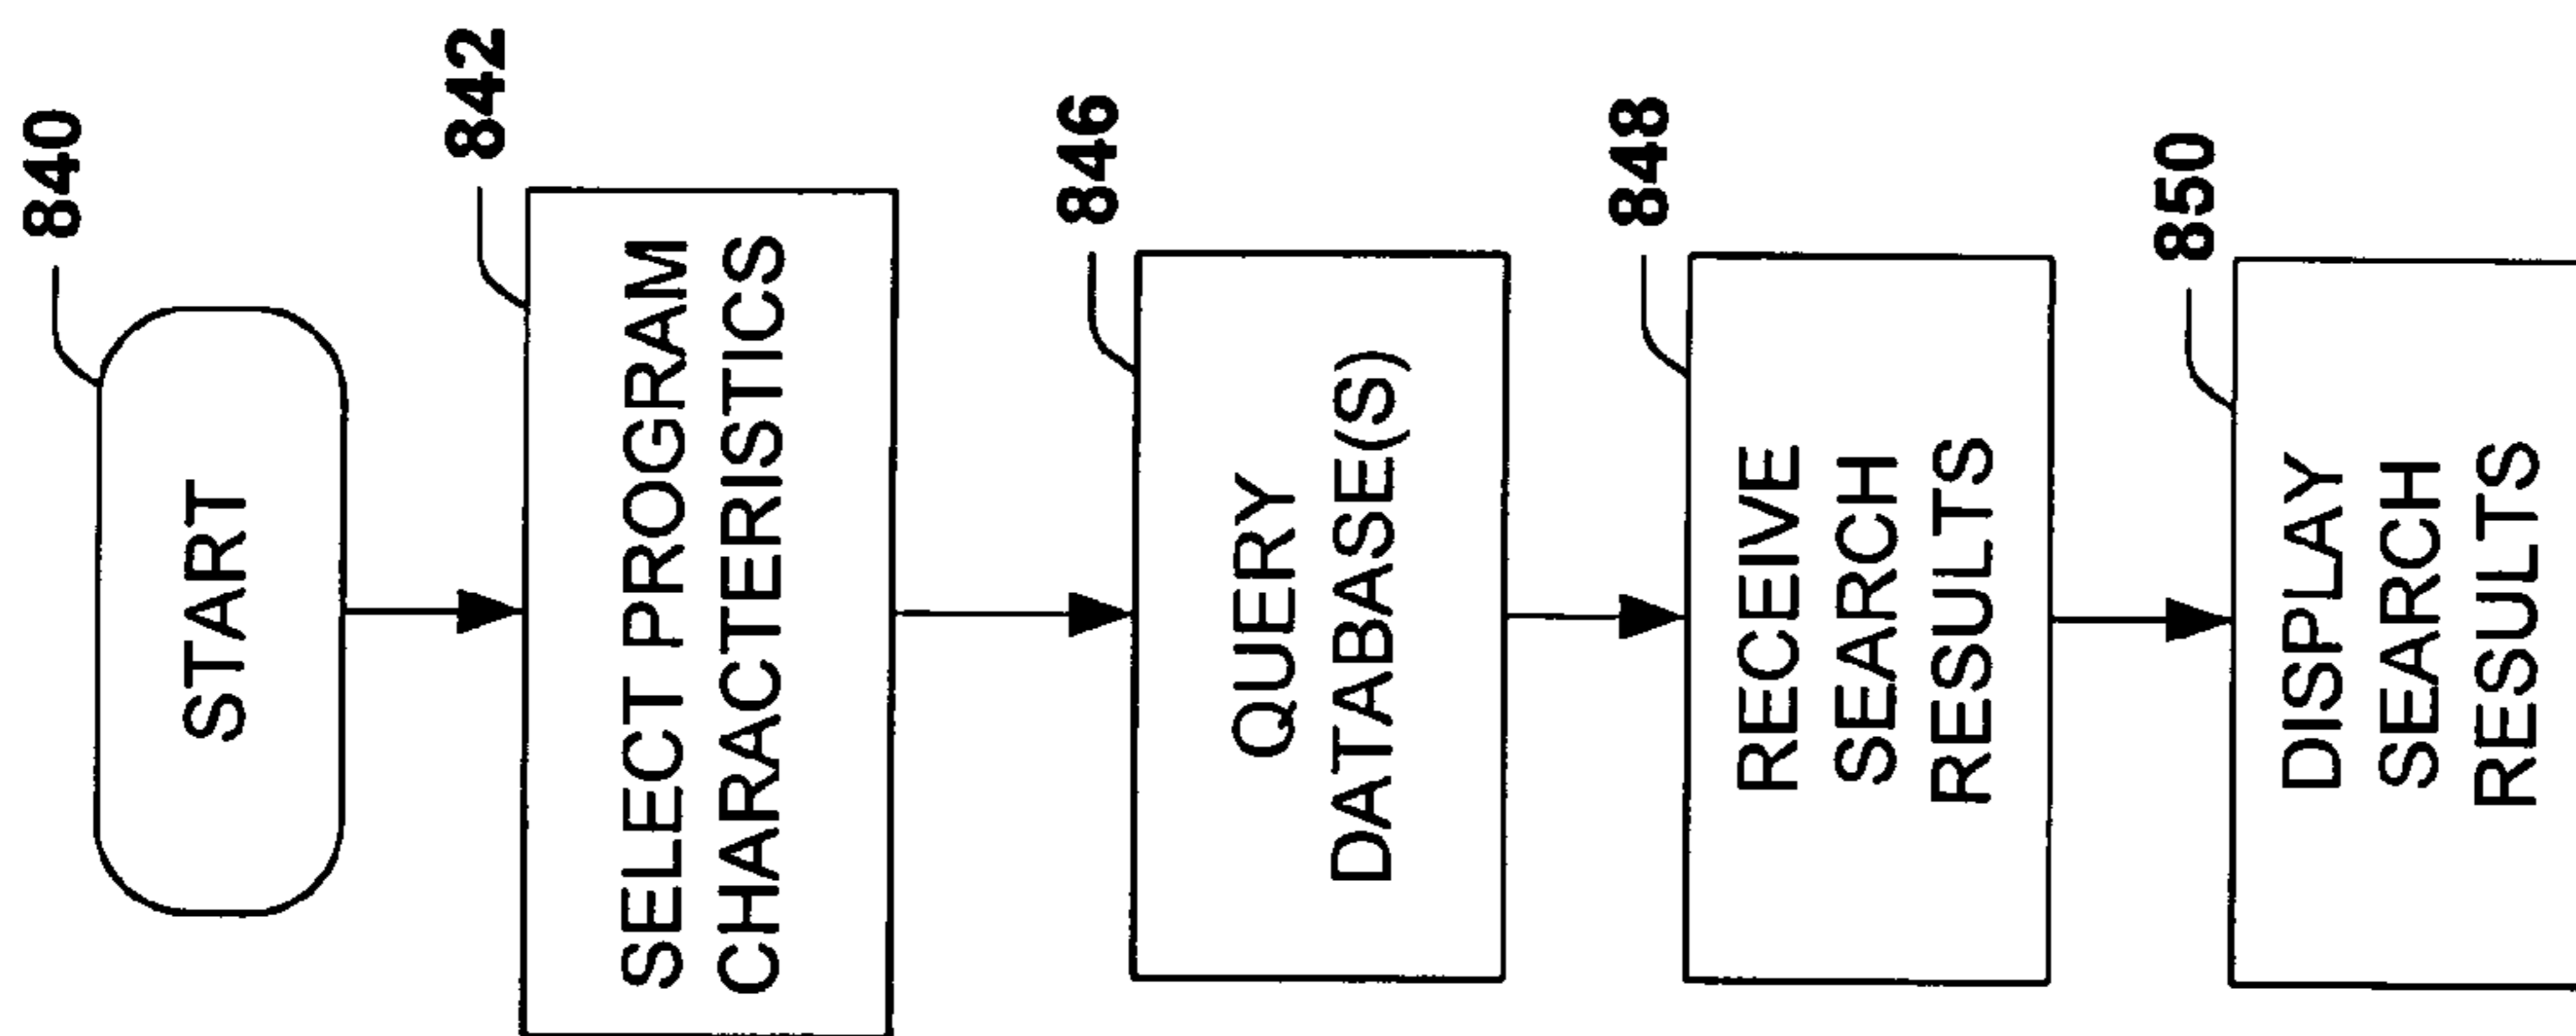 840
START
842
SELECT PROGRAM
CHARACTERISTICS
846
QUERY
DATABASE(S)
848
RECEIVE
SEARCH
RESULTS
850
DISPLAY
SEARCH
RESULTS